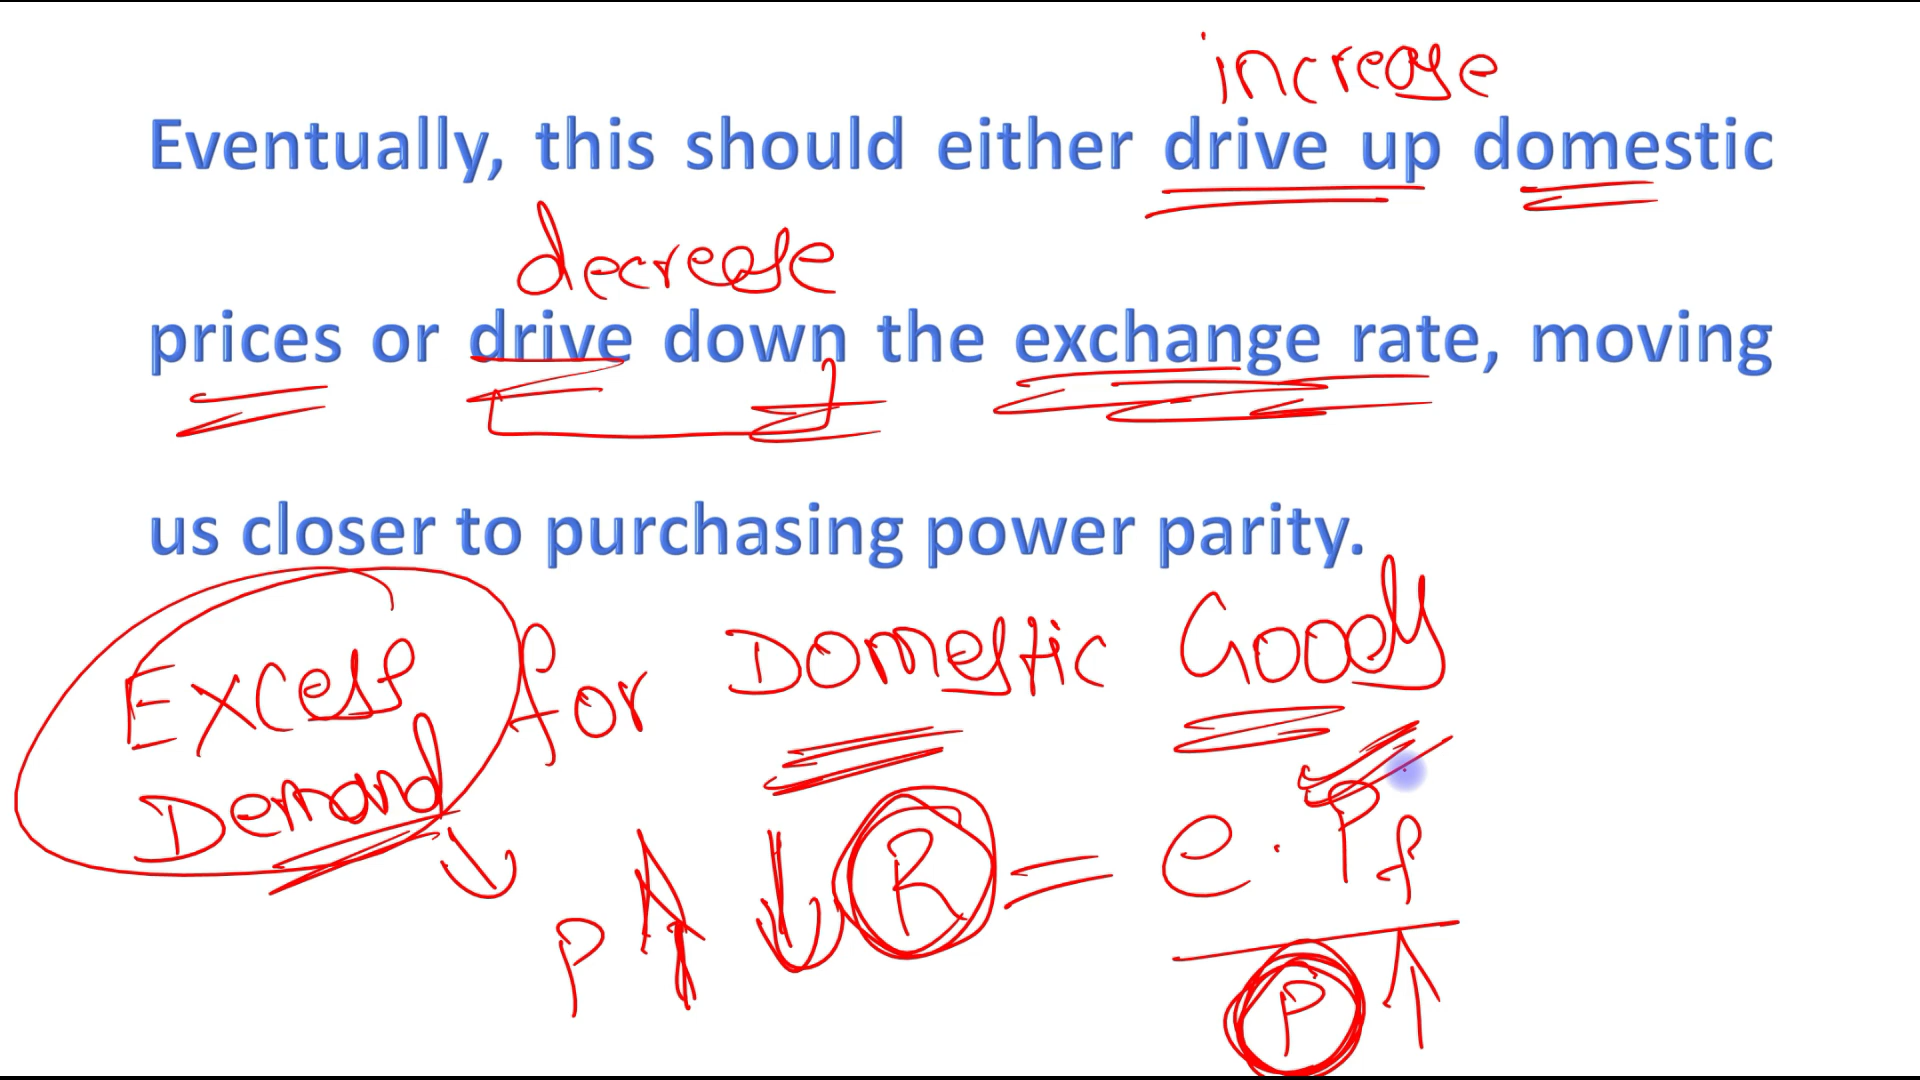 increase
Eventually, this should either drive up domestic
decrease
prices or drive down the exchange rate, moving
us closer to purchasing power parity.
Excess Demand for Domestic Goods
P↑ ↓R = e.Pf / P↑